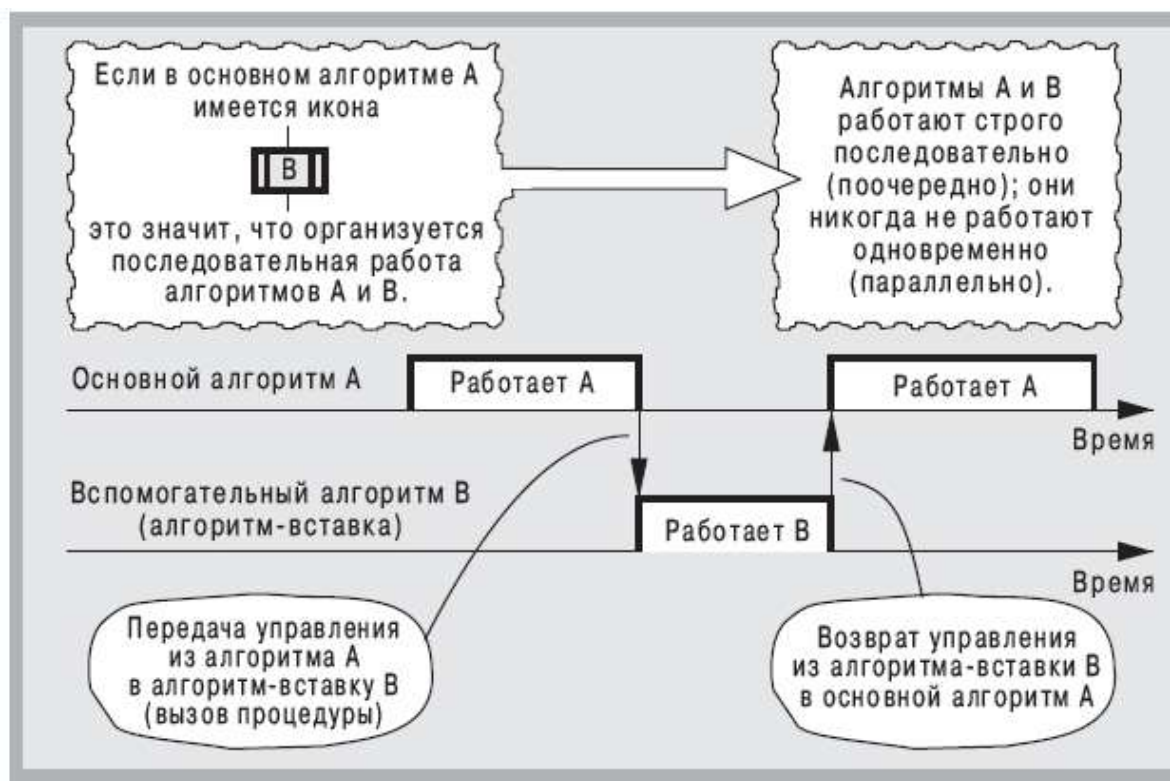 Если в основном алгоритме А
имеется икона
В
это значит, что организуется
последовательная работа
алгоритмов А и В.
Алгоритмы А и В
работают строго
последовательно
(поочередно); они
никогда не работают
одновременно
(параллельно).
Основной алгоритм А
Работает А
Работает А
Время
Вспомогательный алгоритм В
(алгоритм-вставка)
Работает В
Время
Передача управления
из алгоритма А
в алгоритм-вставку В
(вызов процедуры)
Возврат управления
из алгоритма-вставки В
в основной алгоритм А